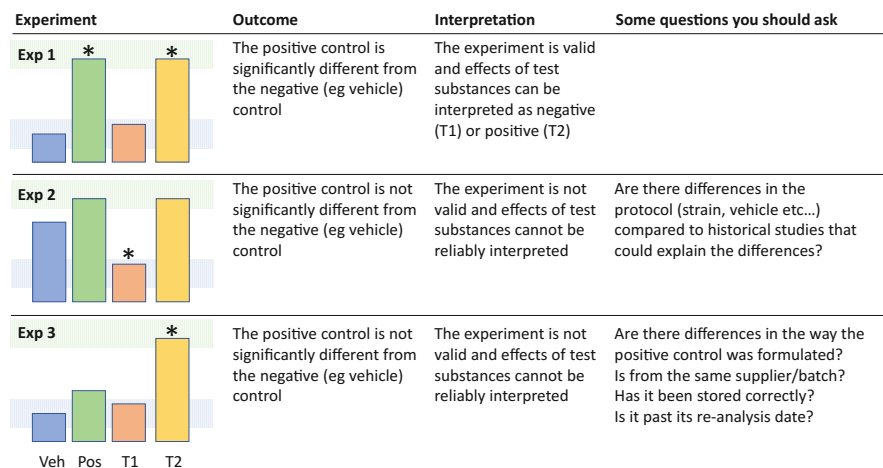 Experiment
Outcome
Interpretation
Some questions you should ask
Exp 1
*
*
The positive control is
significantly different from
the negative (eg vehicle)
control
The experiment is valid
and effects of test
substances can be
interpreted as negative
(T1) or positive (T2)
Exp 2
*
The positive control is not
significantly different from
the negative (eg vehicle)
control
The experiment is not
valid and effects of test
substances cannot be
reliably interpreted
Are there differences in the
protocol (strain, vehicle etc...)
compared to historical studies that
could explain the differences?
Exp 3
*
The positive control is not
significantly different from
the negative (eg vehicle)
control
The experiment is not
valid and effects of test
substances cannot be
reliably interpreted
Are there differences in the way the
positive control was formulated?
Is from the same supplier/batch?
Has it been stored correctly?
Is it past its re-analysis date?
Veh Pos T1 T2